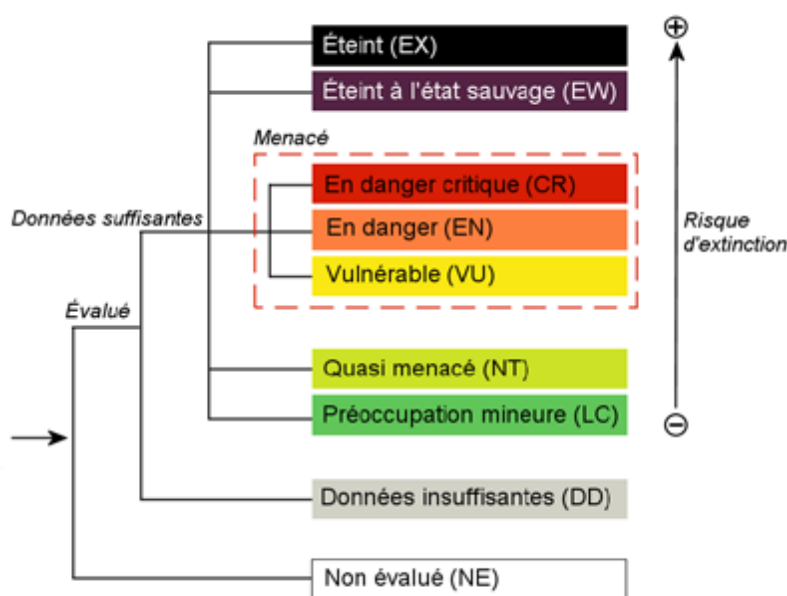 Éteint (EX)
Éteint à l'état sauvage (EW)
Menacé
En danger critique (CR)
Données suffisantes
En danger (EN)
Risque
d'extinction
Vulnérable (VU)
Évalué
Quasi menacé (NT)
Préoccupation mineure (LC)
Données insuffisantes (DD)
Non évalué (NE)